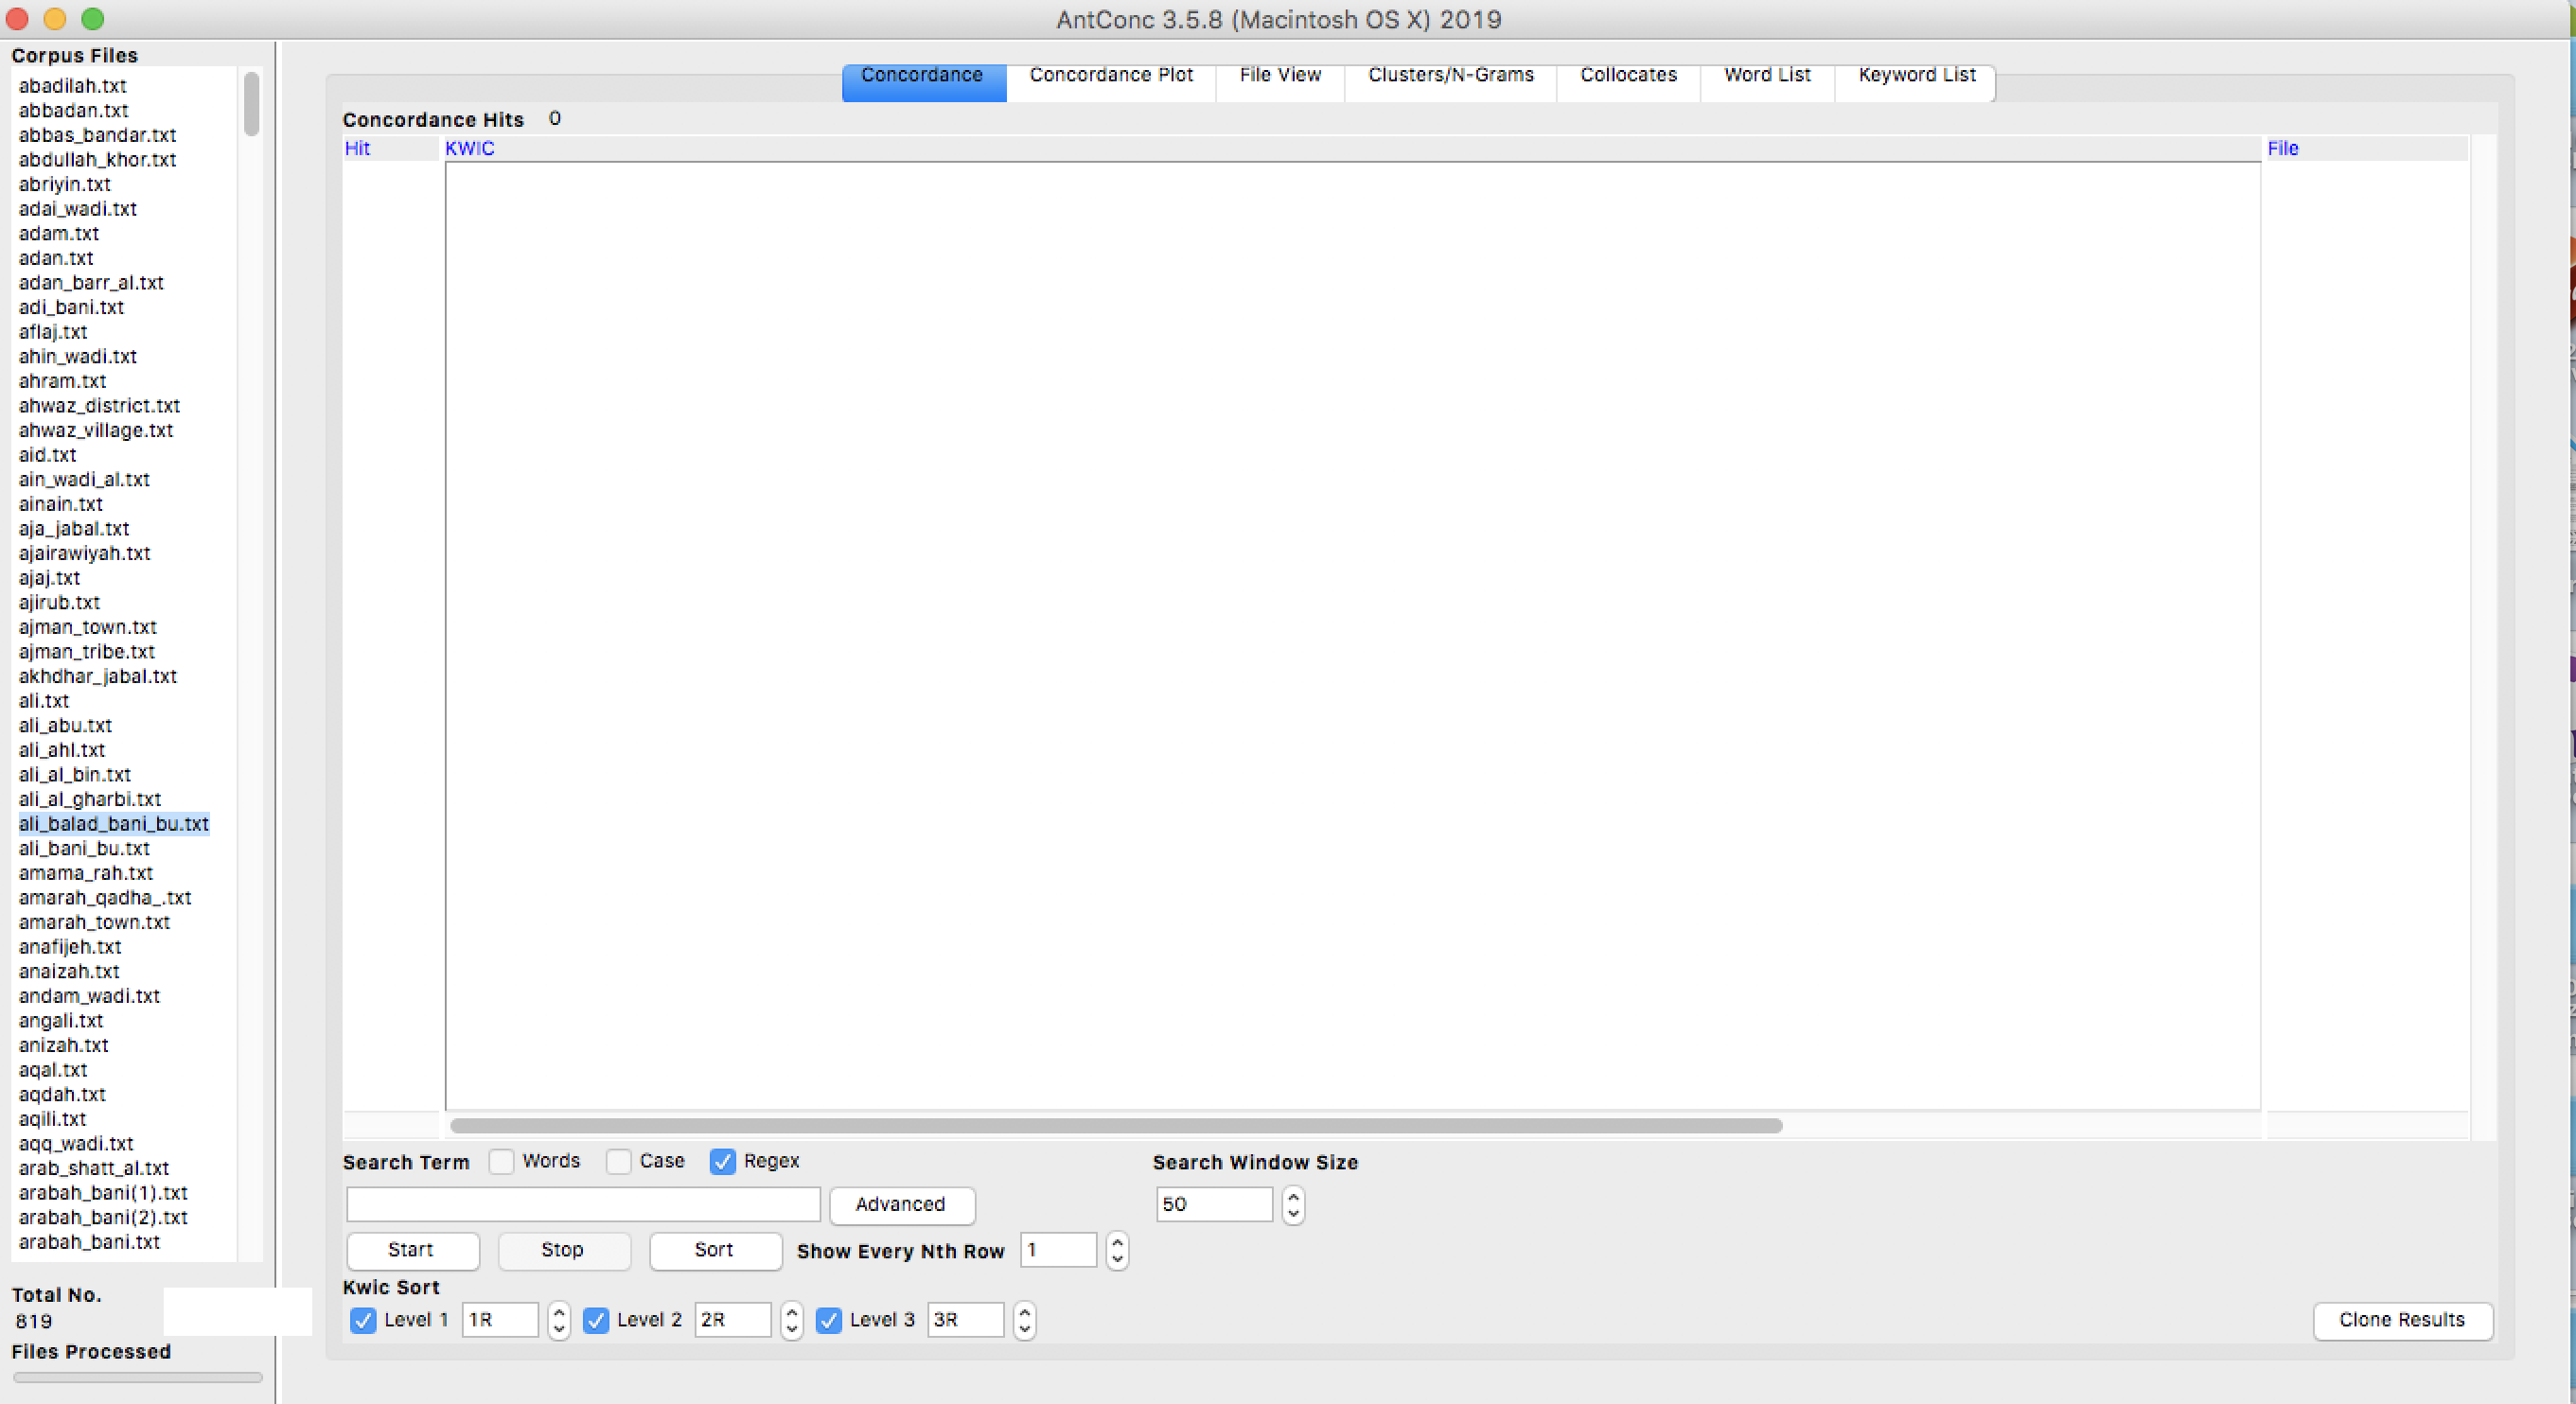 AntConc 3.5.8 (Macintosh OS X) 2019
Corpus Files
abadilah.txt
abbadan.txt
abbas_bandar.txt
abdullah_khor.txt
abriyin.txt
adai_wadi.txt
adam.txt
adan.txt
adan_barr_al.txt
adi_bani.txt
aflaj.txt
ahin_wadi.txt
ahram.txt
ahwaz_district.txt
ahwaz_village.txt
aid.txt
ain_wadi_al.txt
ainain.txt
aja_jabal.txt
ajairawiyah.txt
ajaj.txt
ajirub.txt
ajman_town.txt
ajman_tribe.txt
akhdhar_jabal.txt
ali.txt
ali_abu.txt
ali_ahl.txt
ali_al_bin.txt
ali_al_gharbi.txt
ali_balad_bani_bu.txt
ali_bani_bu.txt
amama_rah.txt
amarah_qadha_.txt
amarah_town.txt
anafijeh.txt
anaizah.txt
andam_wadi.txt
angali.txt
anizah.txt
aqal.txt
aqdah.txt
aqili.txt
aqq_wadi.txt
arab_shatt_al.txt
arabah_bani(1).txt
arabah_bani(2).txt
arabah_bani.txt
Total No.
819
Files Processed
Concordance Concordance Plot File View Clusters/N-Grams Collocates Word List Keyword List
Concordance Hits 0
Hit KWIC File
Search Term Words Case Regex Search Window Size
Advanced 50
Start Stop Sort Show Every Nth Row 1
Kwic Sort
Level 1 1R Level 2 2R Level 3 3R Clone Results